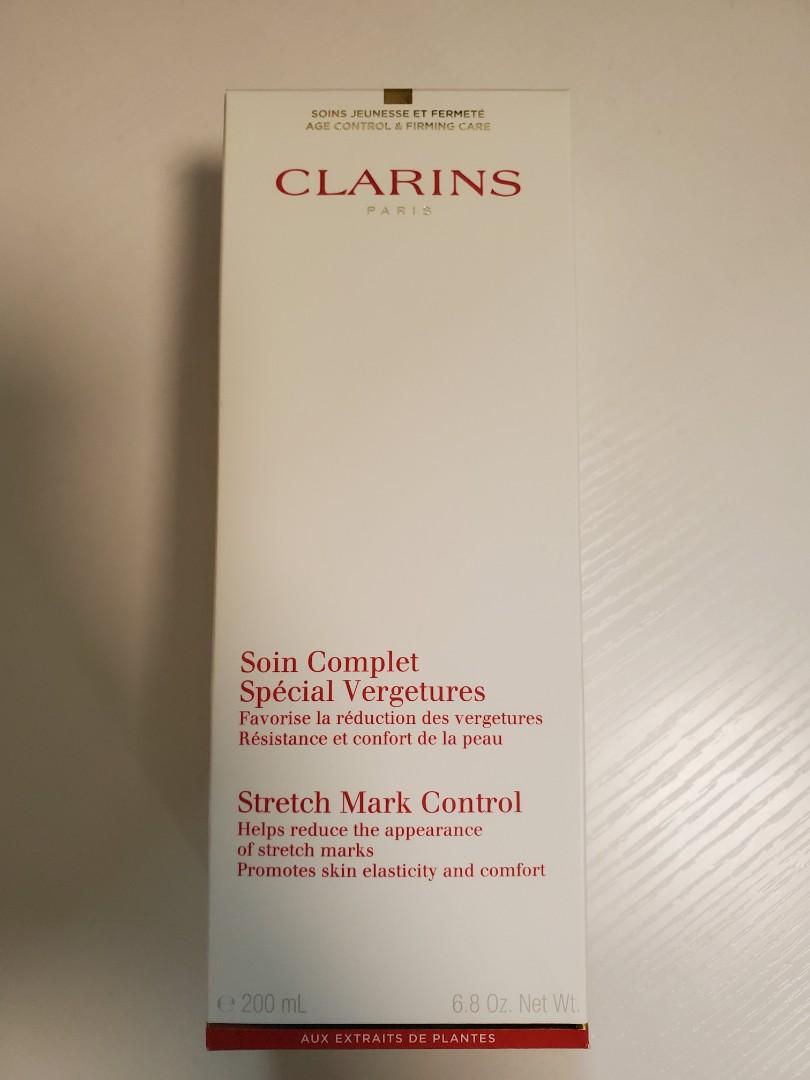 SOINS JEUNESSE ET FERMETÉ
AGE CONTROL & FIRMING CARE
CLARINS
PARIS
Soin Complet
Spécial Vergetures
Favorise la réduction des vergetures
Résistance et confort de la peau
Stretch Mark Control
Helps reduce the appearance
of stretch marks
Promotes skin elasticity and comfort
℮ 200 mL 6.8 Oz. Net Wt.
AUX EXTRAITS DE PLANTES